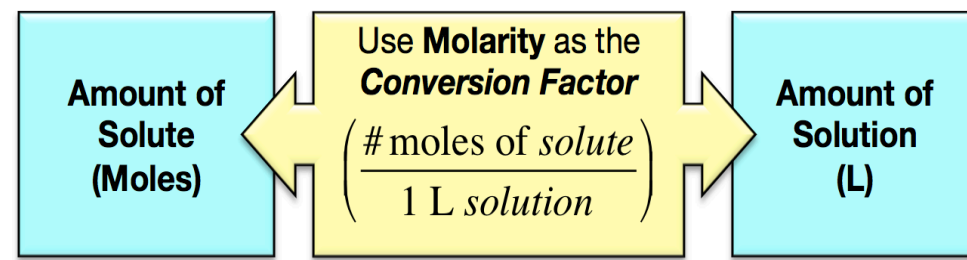 Amount of
Solute
(Moles)
Use Molarity as the
Conversion Factor
# moles of solute
1 L solution
Amount of
Solution
(L)